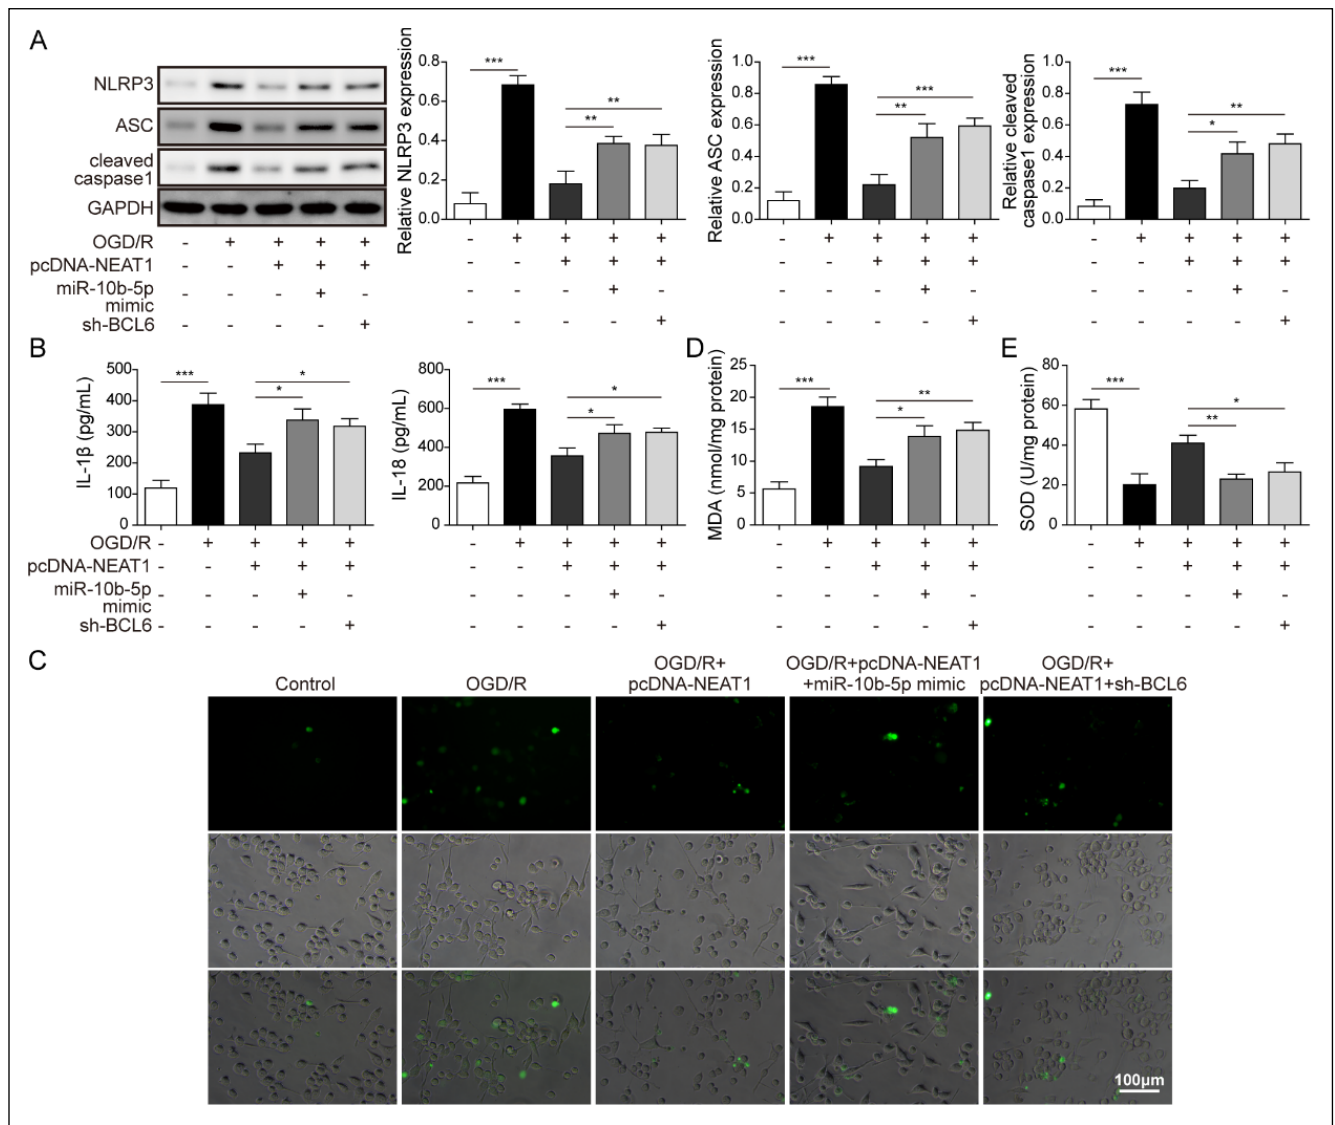 A
NLRP3
ASC
cleaved
caspase1
GAPDH
OGD/R - + + + +
pcDNA-NEAT1 - - + + +
miR-10b-5p
mimic - - - + -
sh-BCL6 - - - - +
Relative NLRP3 expression
0.8
0.6
0.4
0.2
0.0
***
**
**
- + + + +
- - + + +
- - - + -
- - - - +
Relative ASC expression
1.0
0.8
0.6
0.4
0.2
0.0
***
***
**
- + + + +
- - + + +
- - - + -
- - - - +
Relative cleaved
caspase1 expression
1.0
0.8
0.6
0.4
0.2
0.0
***
**
*
- + + + +
- - + + +
- - - + -
- - - - +
B
IL-1β (pg/mL)
500
400
300
200
100
0
***
*
*
OGD/R - + + + +
pcDNA-NEAT1 - - + + +
miR-10b-5p
mimic - - - + -
sh-BCL6 - - - - +
IL-18 (pg/mL)
800
600
400
200
0
***
*
*
- + + + +
- - + + +
- - - + -
- - - - +
D
MDA (nmol/mg protein)
25
20
15
10
5
0
***
**
*
- + + + +
- - + + +
- - - + -
- - - - +
E
SOD (U/mg protein)
80
60
40
20
0
***
*
**
- + + + +
- - + + +
- - - + -
- - - - +
C
Control
OGD/R
OGD/R+
pcDNA-NEAT1
OGD/R+pcDNA-NEAT1
+miR-10b-5p mimic
OGD/R+
pcDNA-NEAT1+sh-BCL6
100μm